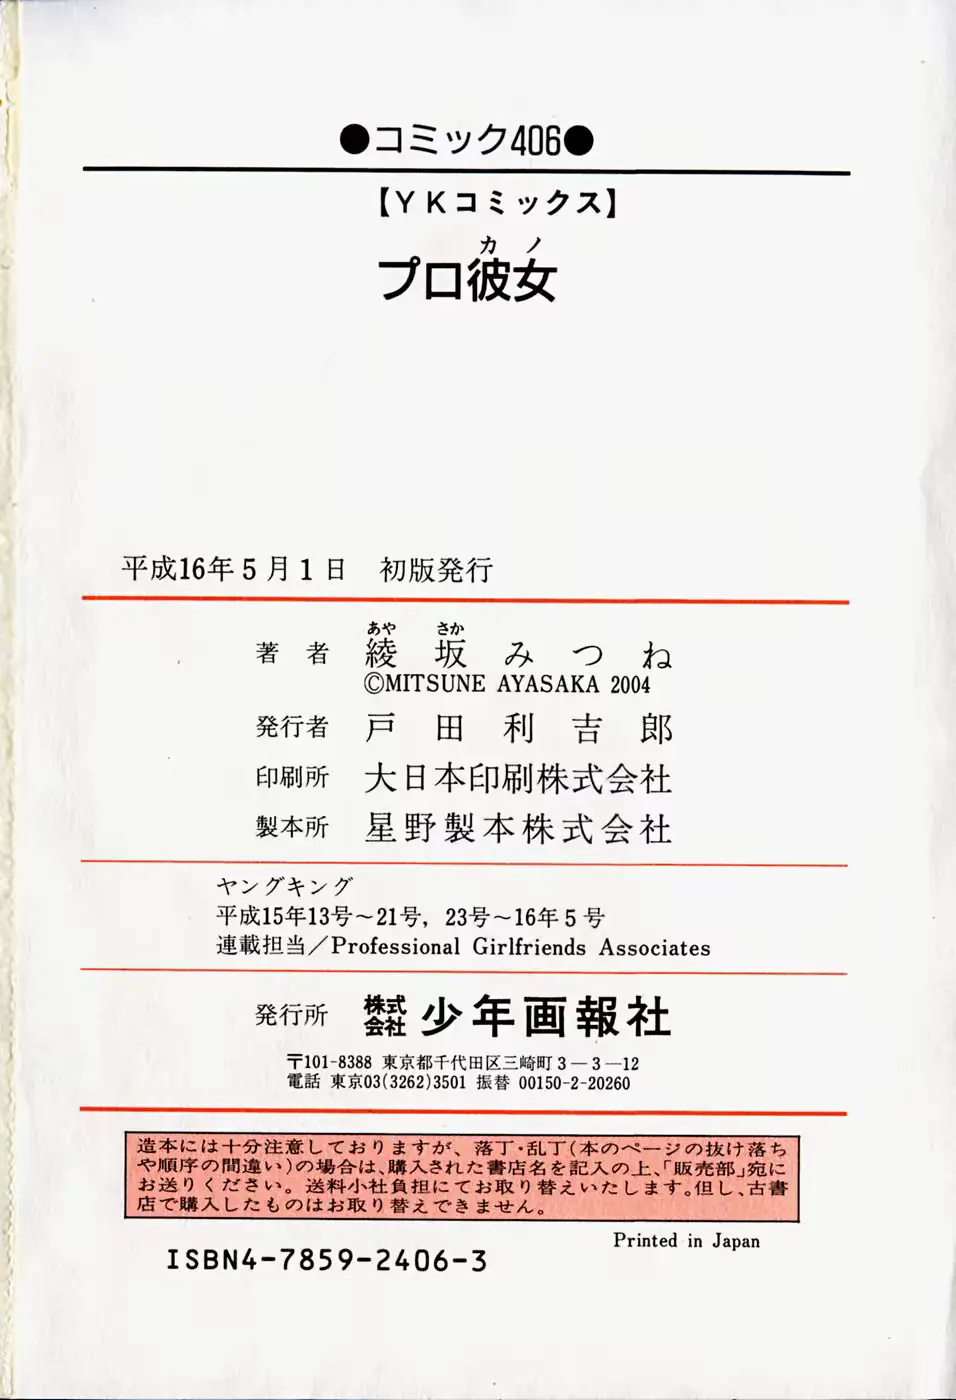 ●コミック406●
【YKコミックス】
カノ
プロ彼女
平成16年5月1日 初版発行
あや さか
著者 綾坂みつね
©MITSUNE AYASAKA 2004
発行者 戸田利吉郎
印刷所 大日本印刷株式会社
製本所 星野製本株式会社
ヤングキング
平成15年13号～21号，23号～16年5号
連載担当／Professional Girlfriends Associates
発行所 株式会社 少年画報社
〒101-8388 東京都千代田区三崎町3－3－12
電話 東京03(3262)3501 振替 00150-2-20260
造本には十分注意しておりますが、落丁・乱丁(本のページの抜け落ち
や順序の間違い)の場合は、購入された書店名を記入の上、「販売部」宛に
お送りください。送料小社負担にてお取り替えいたします。但し、古書
店で購入したものはお取り替えできません。
Printed in Japan
ISBN4-7859-2406-3